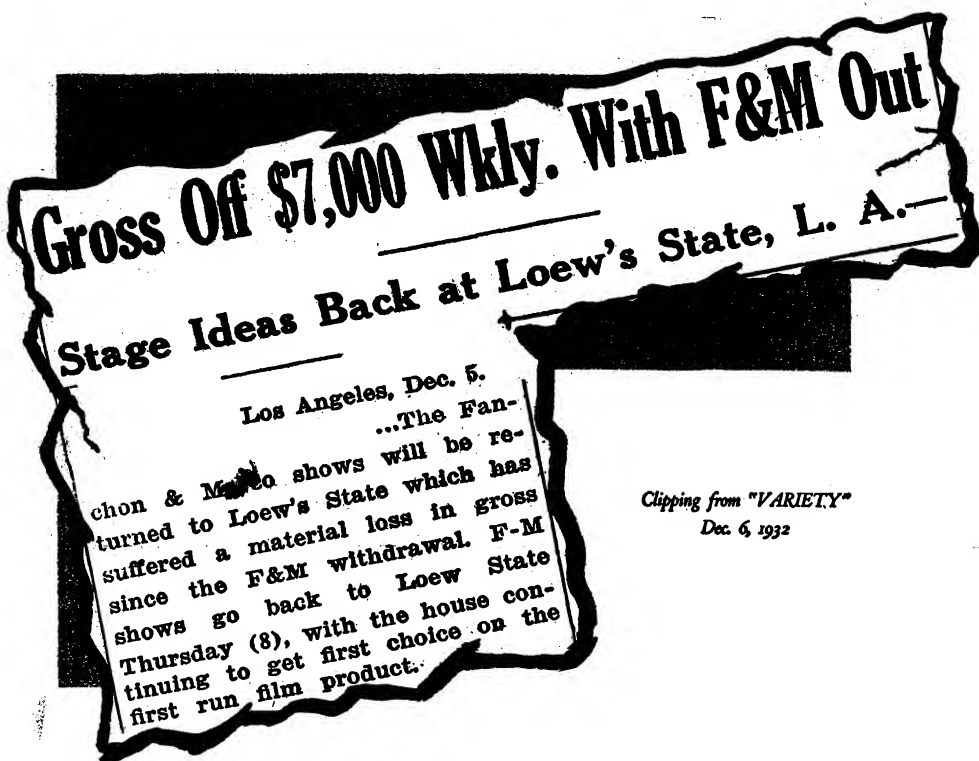 Gross Off $7,000 Wkly. With F&M Out
Stage Ideas Back at Loew's State, L. A.—
Los Angeles, Dec. 5.
...The Fan-
chon & Marco shows will be re-
turned to Loew's State which has
suffered a material loss in gross
since the F&M withdrawal. F-M
shows go back to Loew State
Thursday (8), with the house con-
tinuing to get first choice on the
first run film product.
Clipping from "VARIETY"
Dec. 6, 1932